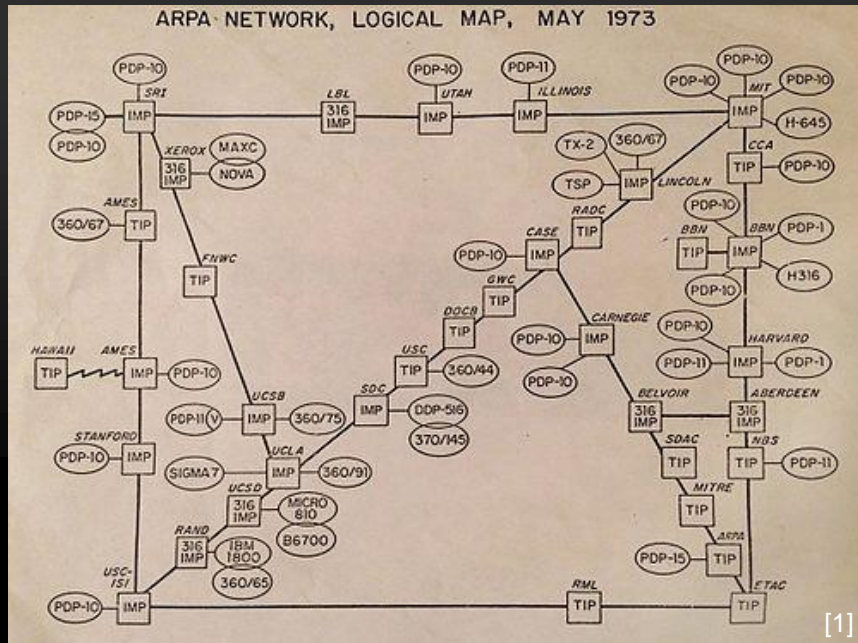 ARPA NETWORK, LOGICAL MAP, MAY 1973
PDP-10
SRI
PDP-15
IMP
PDP-10
LBL
316
IMP
PDP-10
UTAH
IMP
PDP-11
ILLINOIS
IMP
PDP-10
PDP-10
PDP-10
MIT
IMP
H-645
XEROX
316
IMP
MAXC
NOVA
TX-2
360/67
TSP
IMP
LINCOLN
CCA
TIP
PDP-10
AMES
360/67
TIP
RADC
TIP
PDP-10
BBN
TIP
BBN
IMP
PDP-1
PDP-10
H316
CASE
PDP-10
IMP
FNWC
TIP
GWC
TIP
DOCB
TIP
CARNEGIE
PDP-10
IMP
PDP-10
PDP-10
HARVARD
PDP-11
IMP
PDP-1
HAWAII
TIP
AMES
IMP
PDP-10
USC
TIP
360/44
SDC
IMP
DDP-516
370/145
BELVOIR
316
IMP
ABERDEEN
316
IMP
UCSB
PDP-11(V
IMP
360/75
STANFORD
PDP-10
IMP
UCLA
SIGMA7
IMP
360/91
SDAC
TIP
NBS
TIP
PDP-11
UCSD
316
IMP
MICRO
810
B6700
MITRE
TIP
RAND
316
IMP
IBM
1800
360/65
ARPA
PDP-15
TIP
USC-
ISI
PDP-10
IMP
RML
TIP
ETAC
TIP
[1]